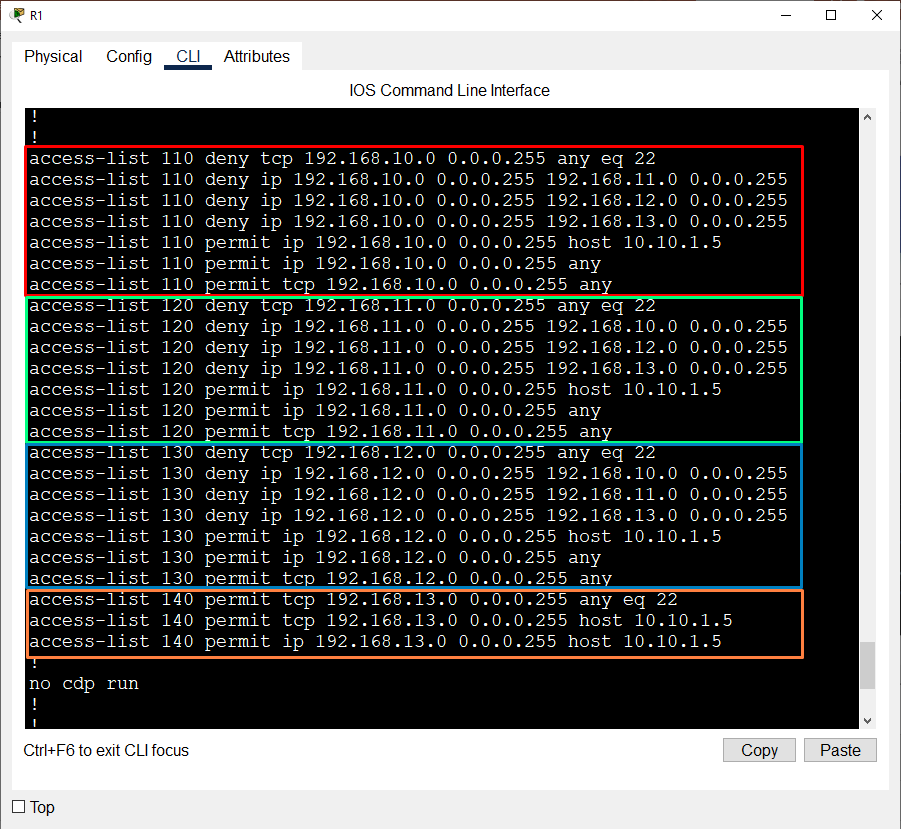 R1
Physical Config CLI Attributes
IOS Command Line Interface
!
!
access-list 110 deny tcp 192.168.10.0 0.0.0.255 any eq 22
access-list 110 deny ip 192.168.10.0 0.0.0.255 192.168.11.0 0.0.0.255
access-list 110 deny ip 192.168.10.0 0.0.0.255 192.168.12.0 0.0.0.255
access-list 110 deny ip 192.168.10.0 0.0.0.255 192.168.13.0 0.0.0.255
access-list 110 permit ip 192.168.10.0 0.0.0.255 host 10.10.1.5
access-list 110 permit ip 192.168.10.0 0.0.0.255 any
access-list 110 permit tcp 192.168.10.0 0.0.0.255 any
access-list 120 deny tcp 192.168.11.0 0.0.0.255 any eq 22
access-list 120 deny ip 192.168.11.0 0.0.0.255 192.168.10.0 0.0.0.255
access-list 120 deny ip 192.168.11.0 0.0.0.255 192.168.12.0 0.0.0.255
access-list 120 deny ip 192.168.11.0 0.0.0.255 192.168.13.0 0.0.0.255
access-list 120 permit ip 192.168.11.0 0.0.0.255 host 10.10.1.5
access-list 120 permit ip 192.168.11.0 0.0.0.255 any
access-list 120 permit tcp 192.168.11.0 0.0.0.255 any
access-list 130 deny tcp 192.168.12.0 0.0.0.255 any eq 22
access-list 130 deny ip 192.168.12.0 0.0.0.255 192.168.10.0 0.0.0.255
access-list 130 deny ip 192.168.12.0 0.0.0.255 192.168.11.0 0.0.0.255
access-list 130 deny ip 192.168.12.0 0.0.0.255 192.168.13.0 0.0.0.255
access-list 130 permit ip 192.168.12.0 0.0.0.255 host 10.10.1.5
access-list 130 permit ip 192.168.12.0 0.0.0.255 any
access-list 130 permit tcp 192.168.12.0 0.0.0.255 any
access-list 140 permit tcp 192.168.13.0 0.0.0.255 any eq 22
access-list 140 permit tcp 192.168.13.0 0.0.0.255 host 10.10.1.5
access-list 140 permit ip 192.168.13.0 0.0.0.255 host 10.10.1.5
!
no cdp run
!
!
Ctrl+F6 to exit CLI focus
Copy Paste
Top